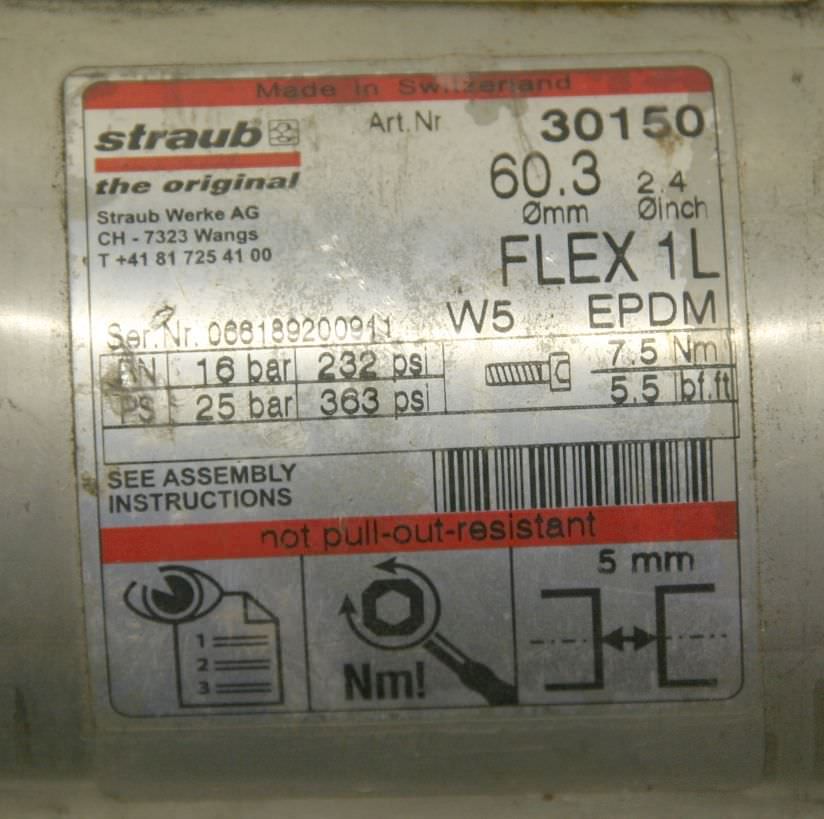 Made in Switzerland
straub®
the original
Art.Nr 30150
60.3 2.4
Ømm Øinch
Straub Werke AG
CH - 7323 Wangs
T +41 81 725 41 00
FLEX 1L
W5 EPDM
Ser.Nr. 066189200911
PN 16 bar 232 psi
PS 25 bar 363 psi
7.5 Nm
5.5 lbf.ft
SEE ASSEMBLY
INSTRUCTIONS
not pull-out-resistant
5 mm
1
2
3
Nm!